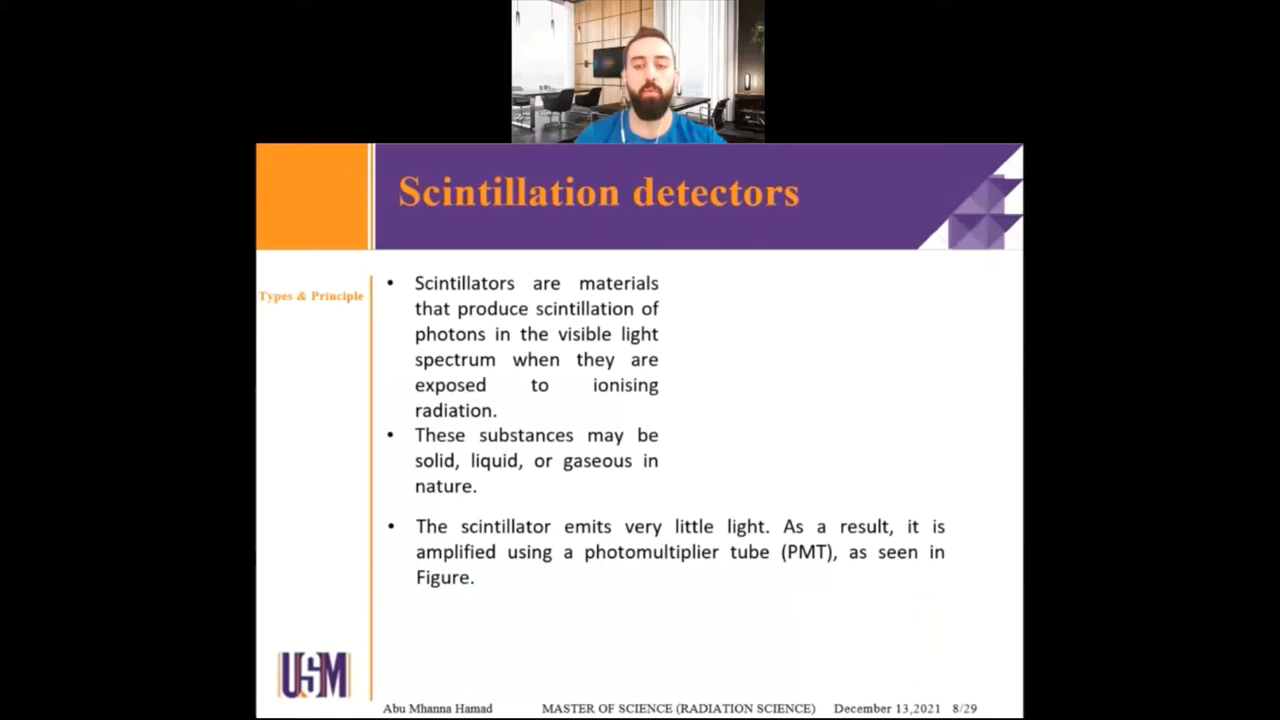 Scintillation detectors
Types & Principle
• Scintillators are materials
that produce scintillation of
photons in the visible light
spectrum when they are
exposed to ionising
radiation.
• These substances may be
solid, liquid, or gaseous in
nature.
• The scintillator emits very little light. As a result, it is
amplified using a photomultiplier tube (PMT), as seen in
Figure.
USM
Abu Mhanna Hamad MASTER OF SCIENCE (RADIATION SCIENCE) December 13,2021 8/29